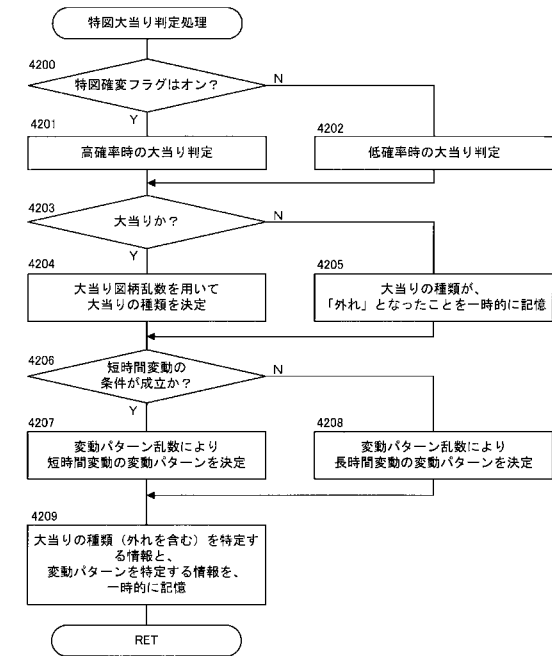 特図大当り判定処理
4200
特図確変フラグはオン？
N
Y
4201
高確率時の大当り判定
4202
低確率時の大当り判定
4203
大当りか？
N
Y
4204
大当り図柄乱数を用いて
大当りの種類を決定
4205
大当りの種類が、
「外れ」となったことを一時的に記憶
4206
短時間変動の
条件が成立か？
N
Y
4207
変動パターン乱数により
短時間変動の変動パターンを決定
4208
変動パターン乱数により
長時間変動の変動パターンを決定
4209
大当りの種類（外れを含む）を特定す
る情報と、
変動パターンを特定する情報を、
一時的に記憶
RET